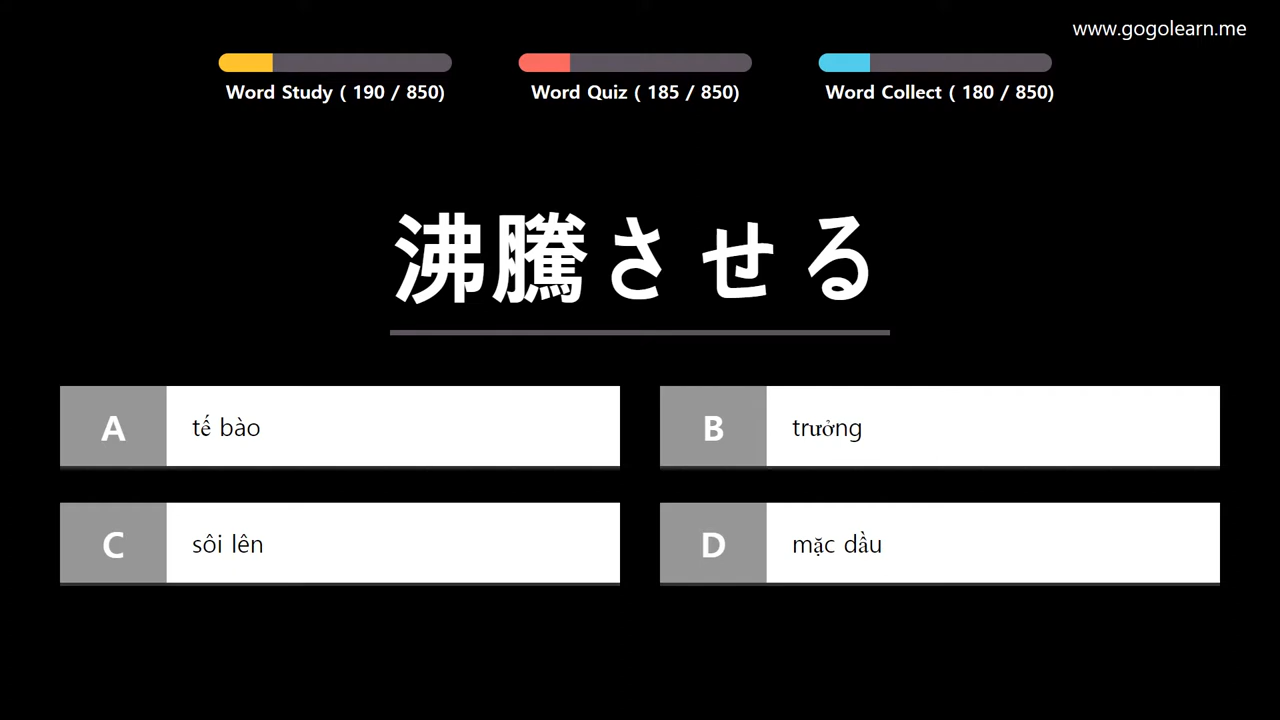 www.gogolearn.me
Word Study ( 190 / 850)
Word Quiz ( 185 / 850)
Word Collect ( 180 / 850)
沸騰させる
A
tế bào
B
trưởng
C
sôi lên
D
mặc dầu